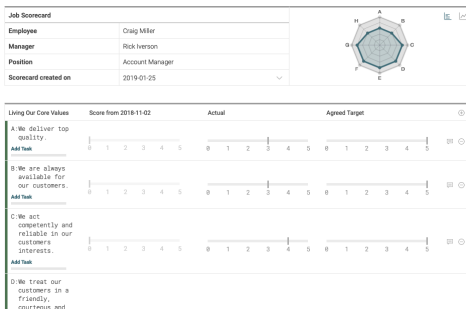 Job Scorecard
Employee Craig Miller
Manager Rick Iverson
Position Account Manager
Scorecard created on 2019-01-25
A
B
C
D
E
F
G
H
Living Our Core Values Score from 2018-11-02 Actual Agreed Target
A:We deliver top
quality.
Add Task
0 1 2 3 4 5 0 1 2 3 4 5 0 1 2 3 4 5
B:We are always
available for
our customers.
Add Task
0 1 2 3 4 5 0 1 2 3 4 5 0 1 2 3 4 5
C:We act
competently and
reliable in our
customers
interests.
Add Task
0 1 2 3 4 5 0 1 2 3 4 5 0 1 2 3 4 5
D:We treat our
customers in a
friendly,
courteous and